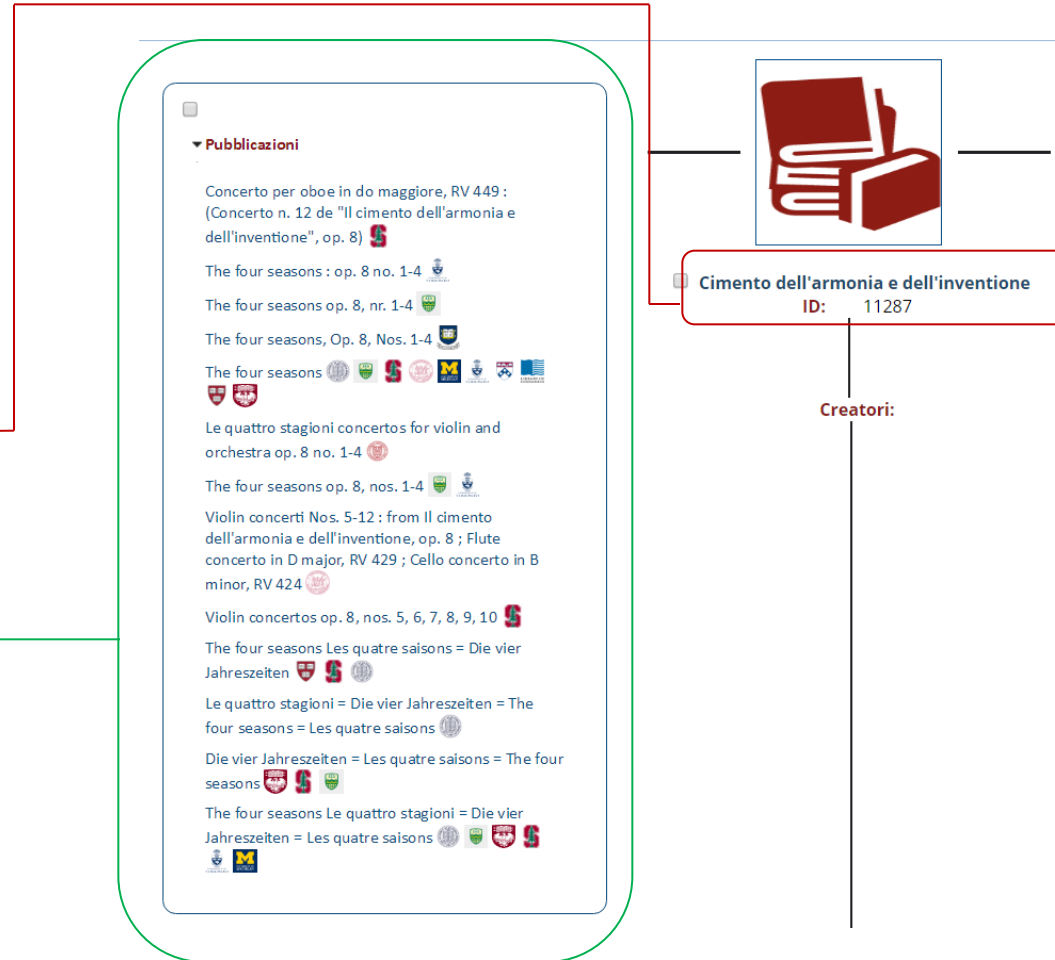 Pubblicazioni
Concerto per oboe in do maggiore, RV 449 :
(Concerto n. 12 de "Il cimento dell'armonia e
dell'inventione", op. 8)
The four seasons : op. 8 no. 1-4
The four seasons op. 8, nr. 1-4
The four seasons, Op. 8, Nos. 1-4
The four seasons
Le quattro stagioni concertos for violin and
orchestra op. 8 no. 1-4
The four seasons op. 8, nos. 1-4
Violin concerti Nos. 5-12 : from Il cimento
dell'armonia e dell'inventione, op. 8 ; Flute
concerto in D major, RV 429 ; Cello concerto in B
minor, RV 424
Violin concertos op. 8, nos. 5, 6, 7, 8, 9, 10
The four seasons Les quatre saisons = Die vier
Jahreszeiten
Le quattro stagioni = Die vier Jahreszeiten = The
four seasons = Les quatre saisons
Die vier Jahreszeiten = Les quatre saisons = The four
seasons
The four seasons Le quattro stagioni = Die vier
Jahreszeiten = Les quatre saisons
Cimento dell'armonia e dell'inventione
ID: 11287
Creatori: